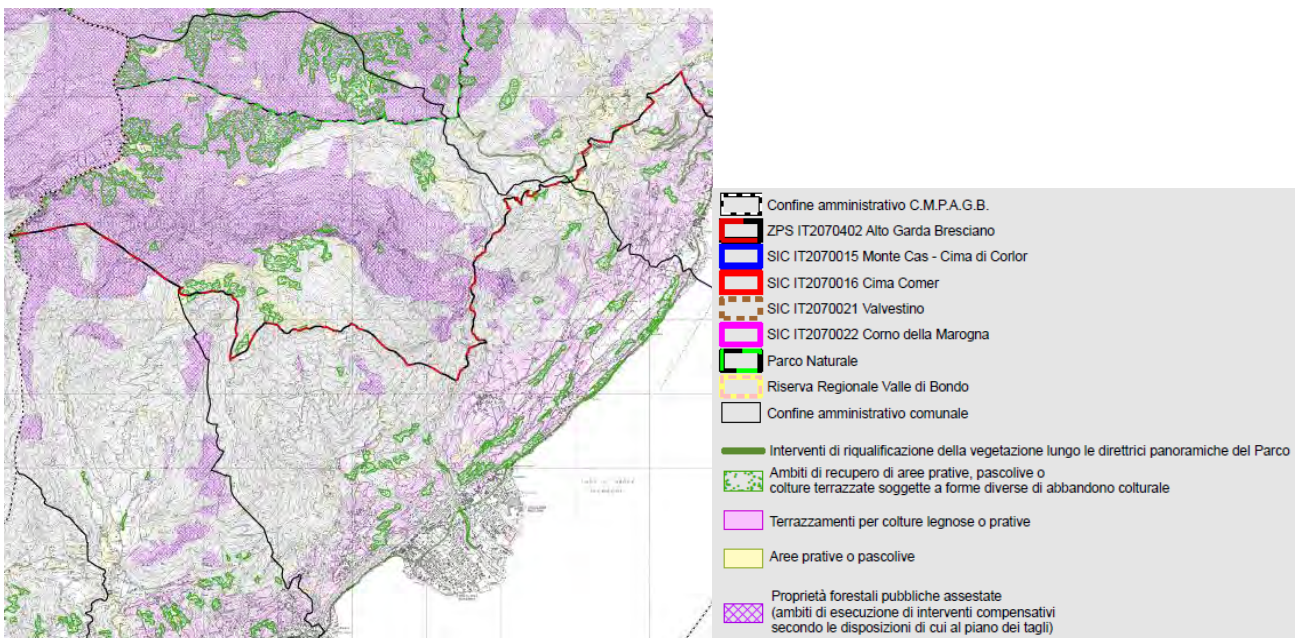 Confine amministrativo C.M.P.A.G.B.
ZPS IT2070402 Alto Garda Bresciano
SIC IT2070015 Monte Cas - Cima di Corlor
SIC IT2070016 Cima Comer
SIC IT2070021 Valvestino
SIC IT2070022 Corno della Marogna
Parco Naturale
Riserva Regionale Valle di Bondo
Confine amministrativo comunale
Interventi di riqualificazione della vegetazione lungo le direttrici panoramiche del Parco
Ambiti di recupero di aree prative, pascolive o
colture terrazzate soggette a forme diverse di abbandono colturale
Terrazzamenti per colture legnose o prative
Aree prative o pascolive
Proprietà forestali pubbliche assestate
(ambiti di esecuzione di interventi compensativi
secondo le disposizioni di cui al piano dei tagli)